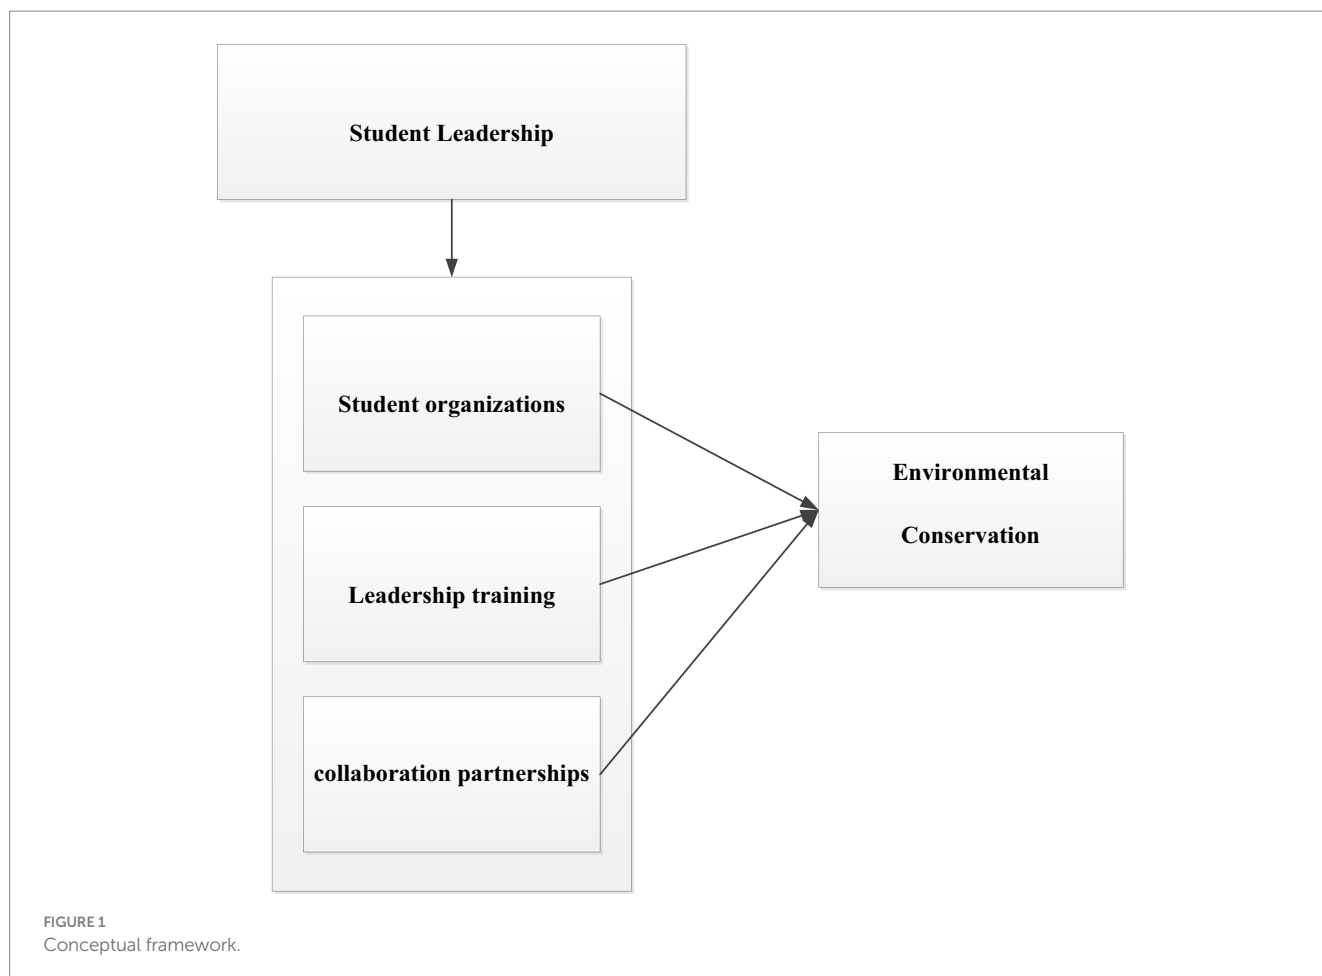 Student Leadership
Student organizations
Leadership training
collaboration partnerships
Environmental
Conservation
FIGURE 1
Conceptual framework.